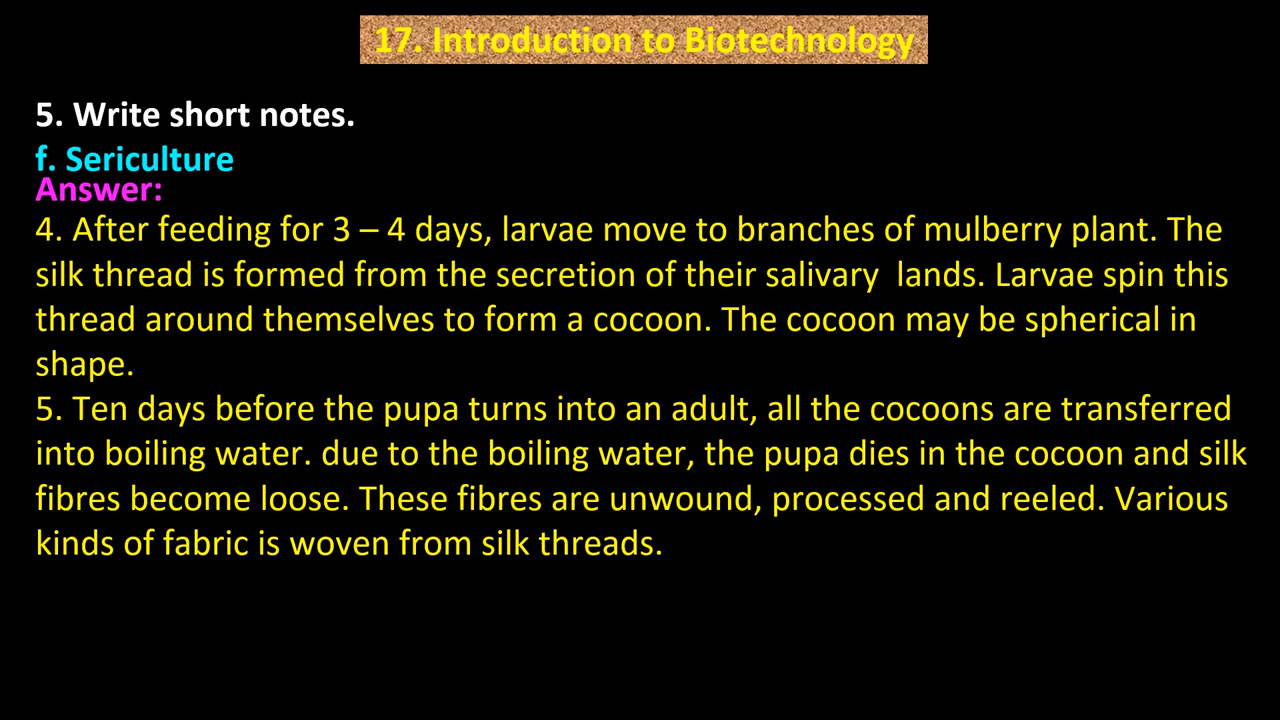 17. Introduction to Biotechnology
5. Write short notes.
f. Sericulture
Answer:
4. After feeding for 3 – 4 days, larvae move to branches of mulberry plant. The
silk thread is formed from the secretion of their salivary  lands. Larvae spin this
thread around themselves to form a cocoon. The cocoon may be spherical in
shape.
5. Ten days before the pupa turns into an adult, all the cocoons are transferred
into boiling water. due to the boiling water, the pupa dies in the cocoon and silk
fibres become loose. These fibres are unwound, processed and reeled. Various
kinds of fabric is woven from silk threads.